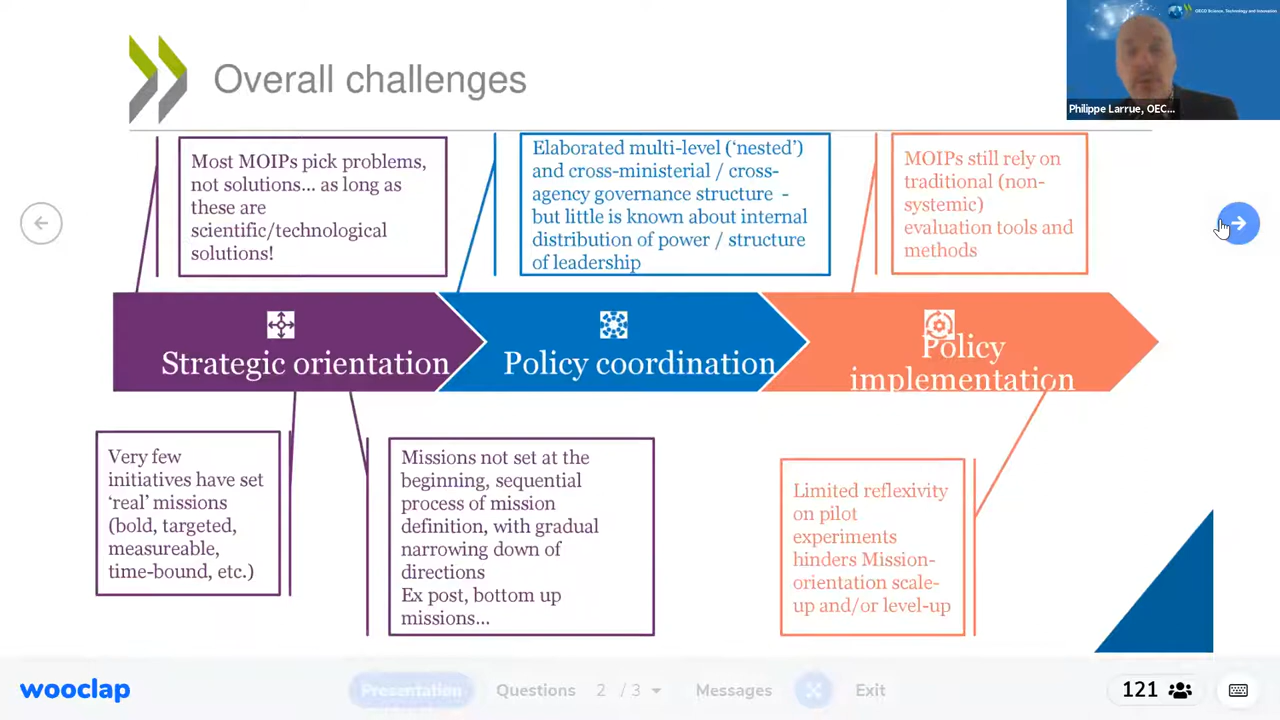 OECD Science, Technology and Innovation
Philippe Larrue, OEC...
Overall challenges
Most MOIPs pick problems,
not solutions... as long as
these are
scientific/technological
solutions!
Elaborated multi-level (‘nested’)
and cross-ministerial / cross-
agency governance structure -
but little is known about internal
distribution of power / structure
of leadership
MOIPs still rely on
traditional (non-
systemic)
evaluation tools and
methods
Strategic orientation
Policy coordination
Policy
implementation
Very few
initiatives have set
‘real’ missions
(bold, targeted,
measureable,
time-bound, etc.)
Missions not set at the
beginning, sequential
process of mission
definition, with gradual
narrowing down of
directions
Ex post, bottom up
missions...
Limited reflexivity
on pilot
experiments
hinders Mission-
orientation scale-
up and/or level-up
wooclap
Presentation
Questions 2 / 3
Messages
Exit
121